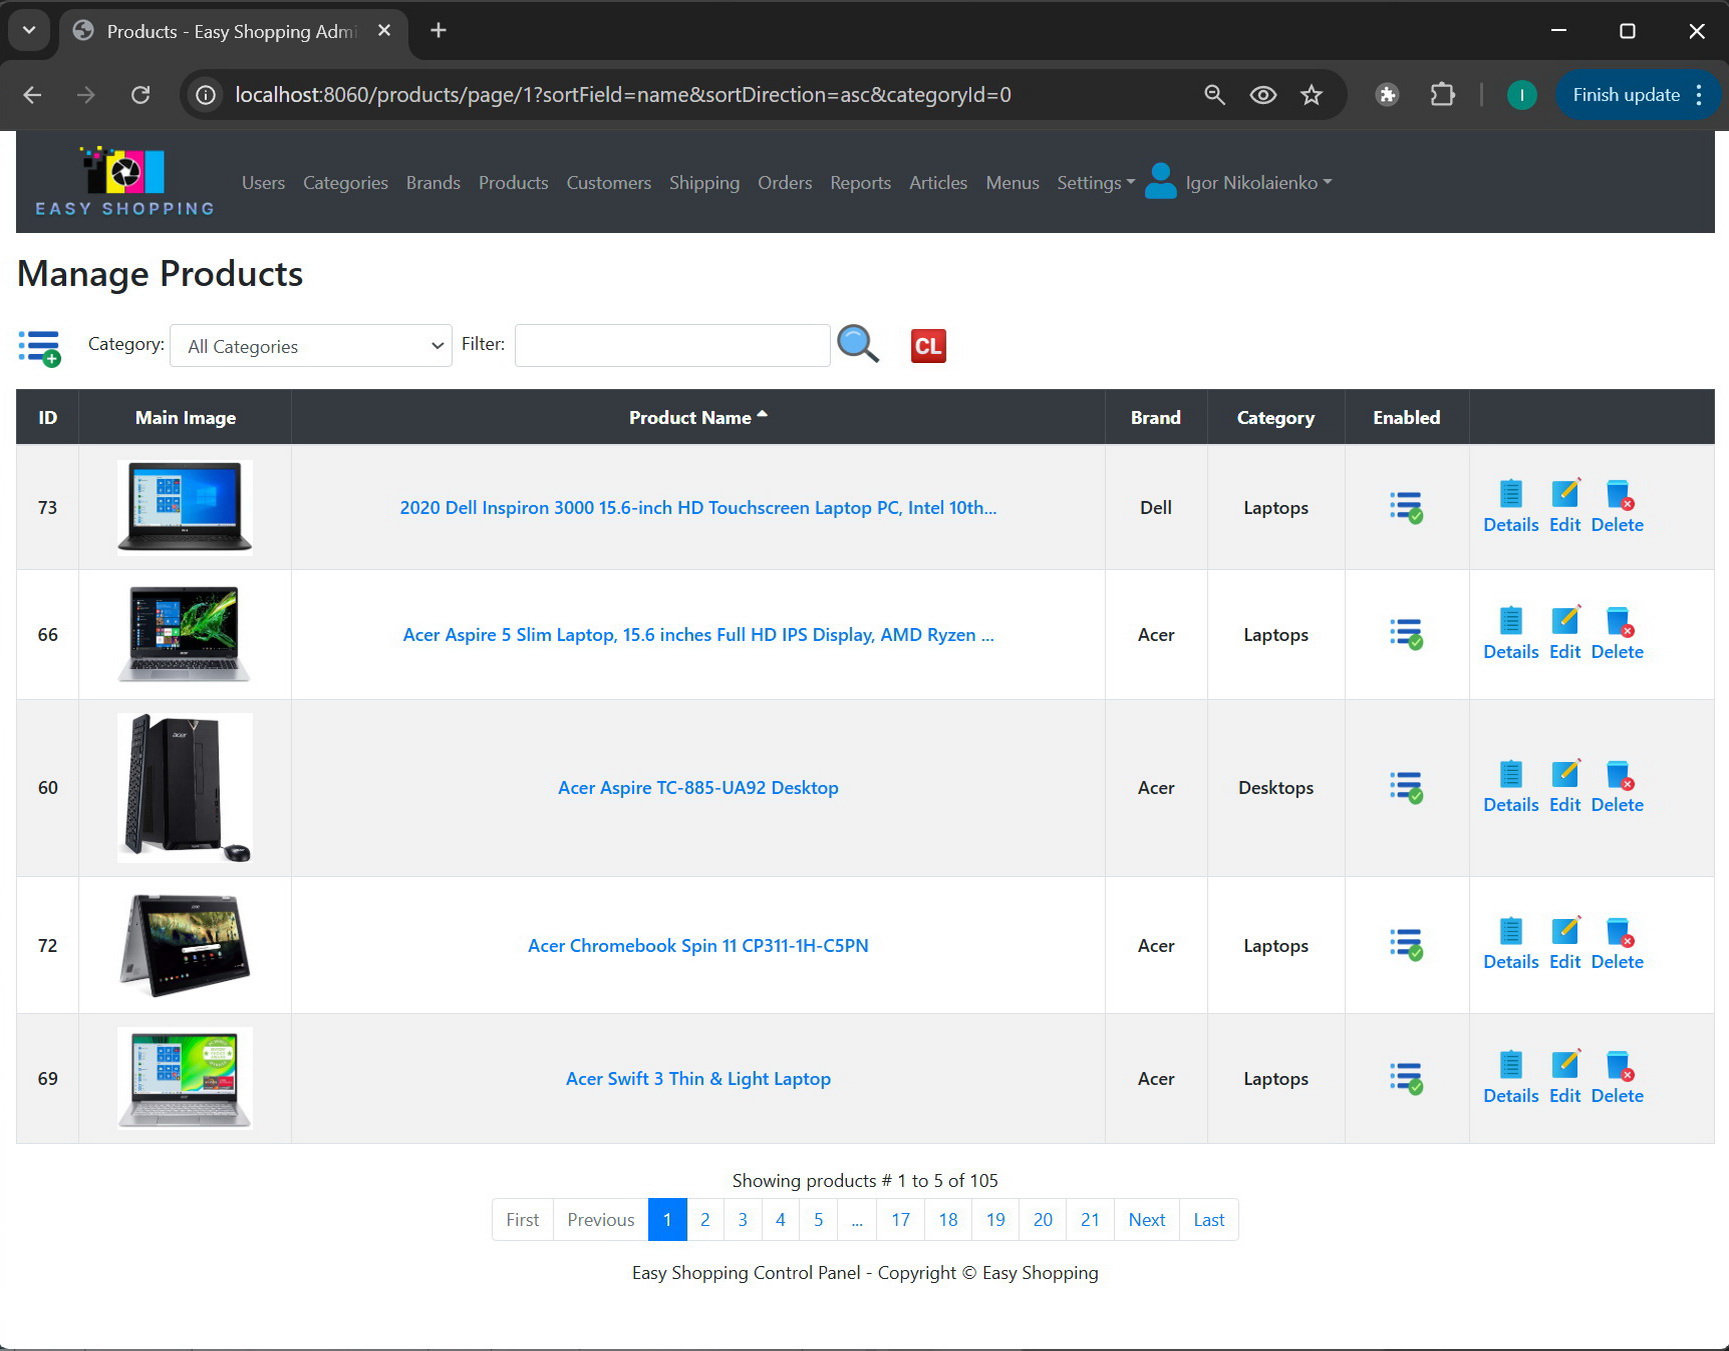 Products - Easy Shopping Admi
localhost:8060/products/page/1?sortField=name&sortDirection=asc&categoryId=0
I
Finish update
EASY SHOPPING
Users Categories Brands Products Customers Shipping Orders Reports Articles Menus Settings Igor Nikolaienko
Manage Products
Category: All Categories Filter: CL
ID Main Image Product Name Brand Category Enabled
73 2020 Dell Inspiron 3000 15.6-inch HD Touchscreen Laptop PC, Intel 10th... Dell Laptops Details Edit Delete
66 Acer Aspire 5 Slim Laptop, 15.6 inches Full HD IPS Display, AMD Ryzen ... Acer Laptops Details Edit Delete
60 Acer Aspire TC-885-UA92 Desktop Acer Desktops Details Edit Delete
72 Acer Chromebook Spin 11 CP311-1H-C5PN Acer Laptops Details Edit Delete
69 Acer Swift 3 Thin & Light Laptop Acer Laptops Details Edit Delete
Showing products # 1 to 5 of 105
First Previous 1 2 3 4 5 ... 17 18 19 20 21 Next Last
Easy Shopping Control Panel - Copyright © Easy Shopping